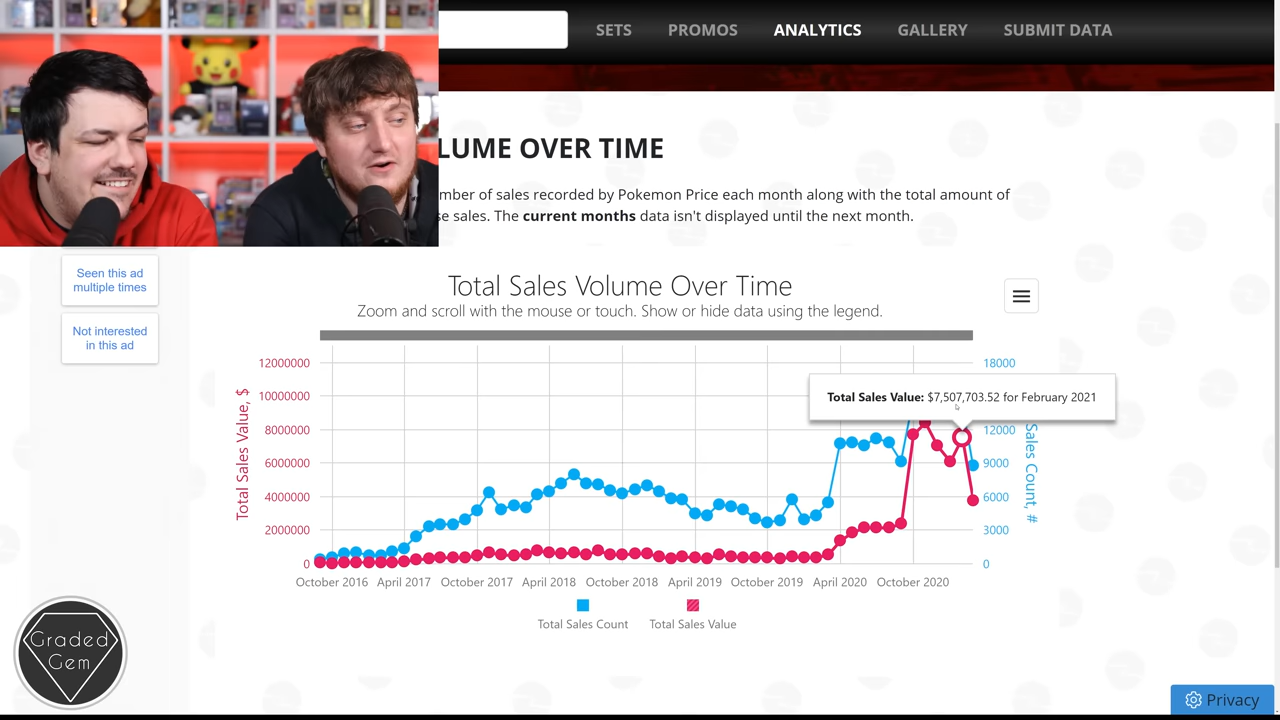 SETS PROMOS ANALYTICS GALLERY SUBMIT DATA
LUME OVER TIME
mber of sales recorded by Pokemon Price each month along with the total amount of
se sales. The current months data isn't displayed until the next month.
Seen this ad
multiple times
Not interested
in this ad
Total Sales Volume Over Time
Zoom and scroll with the mouse or touch. Show or hide data using the legend.
Total Sales Value, $
12000000
10000000
8000000
6000000
4000000
2000000
0
Total Sales Value: $7,507,703.52 for February 2021
18000
12000
9000
6000
3000
0
Sales Count, #
October 2016 April 2017 October 2017 April 2018 October 2018 April 2019 October 2019 April 2020 October 2020
Total Sales Count Total Sales Value
Graded
Gem
Privacy